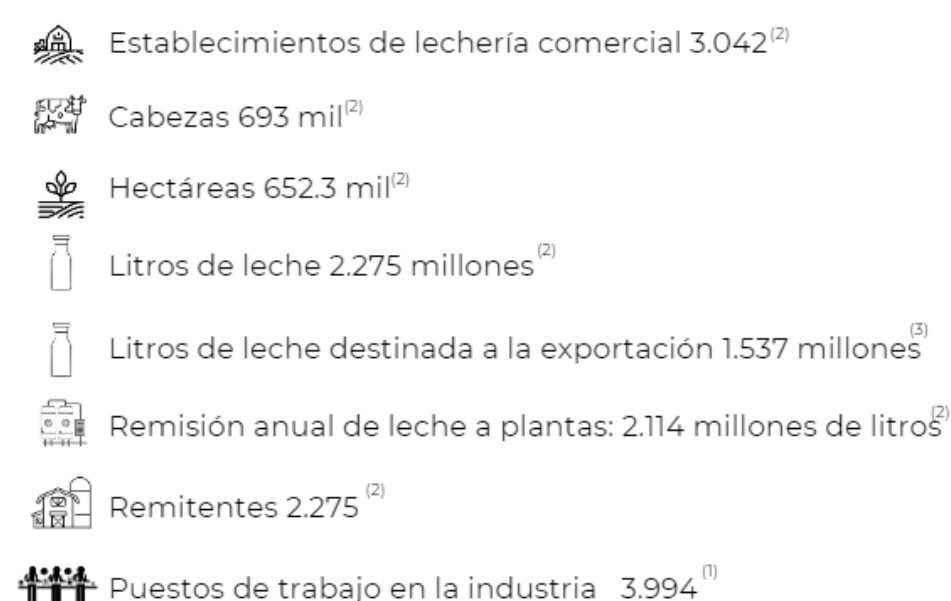 Establecimientos de lechería comercial 3.042(2)
Cabezas 693 mil(2)
Hectáreas 652.3 mil(2)
Litros de leche 2.275 millones(2)
Litros de leche destinada a la exportación 1.537 millones(3)
Remisión anual de leche a plantas: 2.114 millones de litros(2)
Remitentes 2.275 (2)
Puestos de trabajo en la industria 3.994(1)